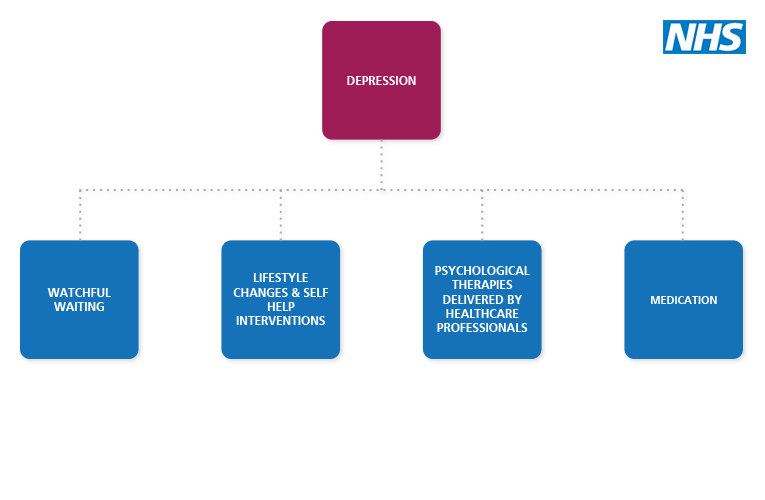 NHS
DEPRESSION
WATCHFUL
WAITING
LIFESTYLE
CHANGES & SELF
HELP
INTERVENTIONS
PSYCHOLOGICAL
THERAPIES
DELIVERED BY
HEALTHCARE
PROFESSIONALS
MEDICATION